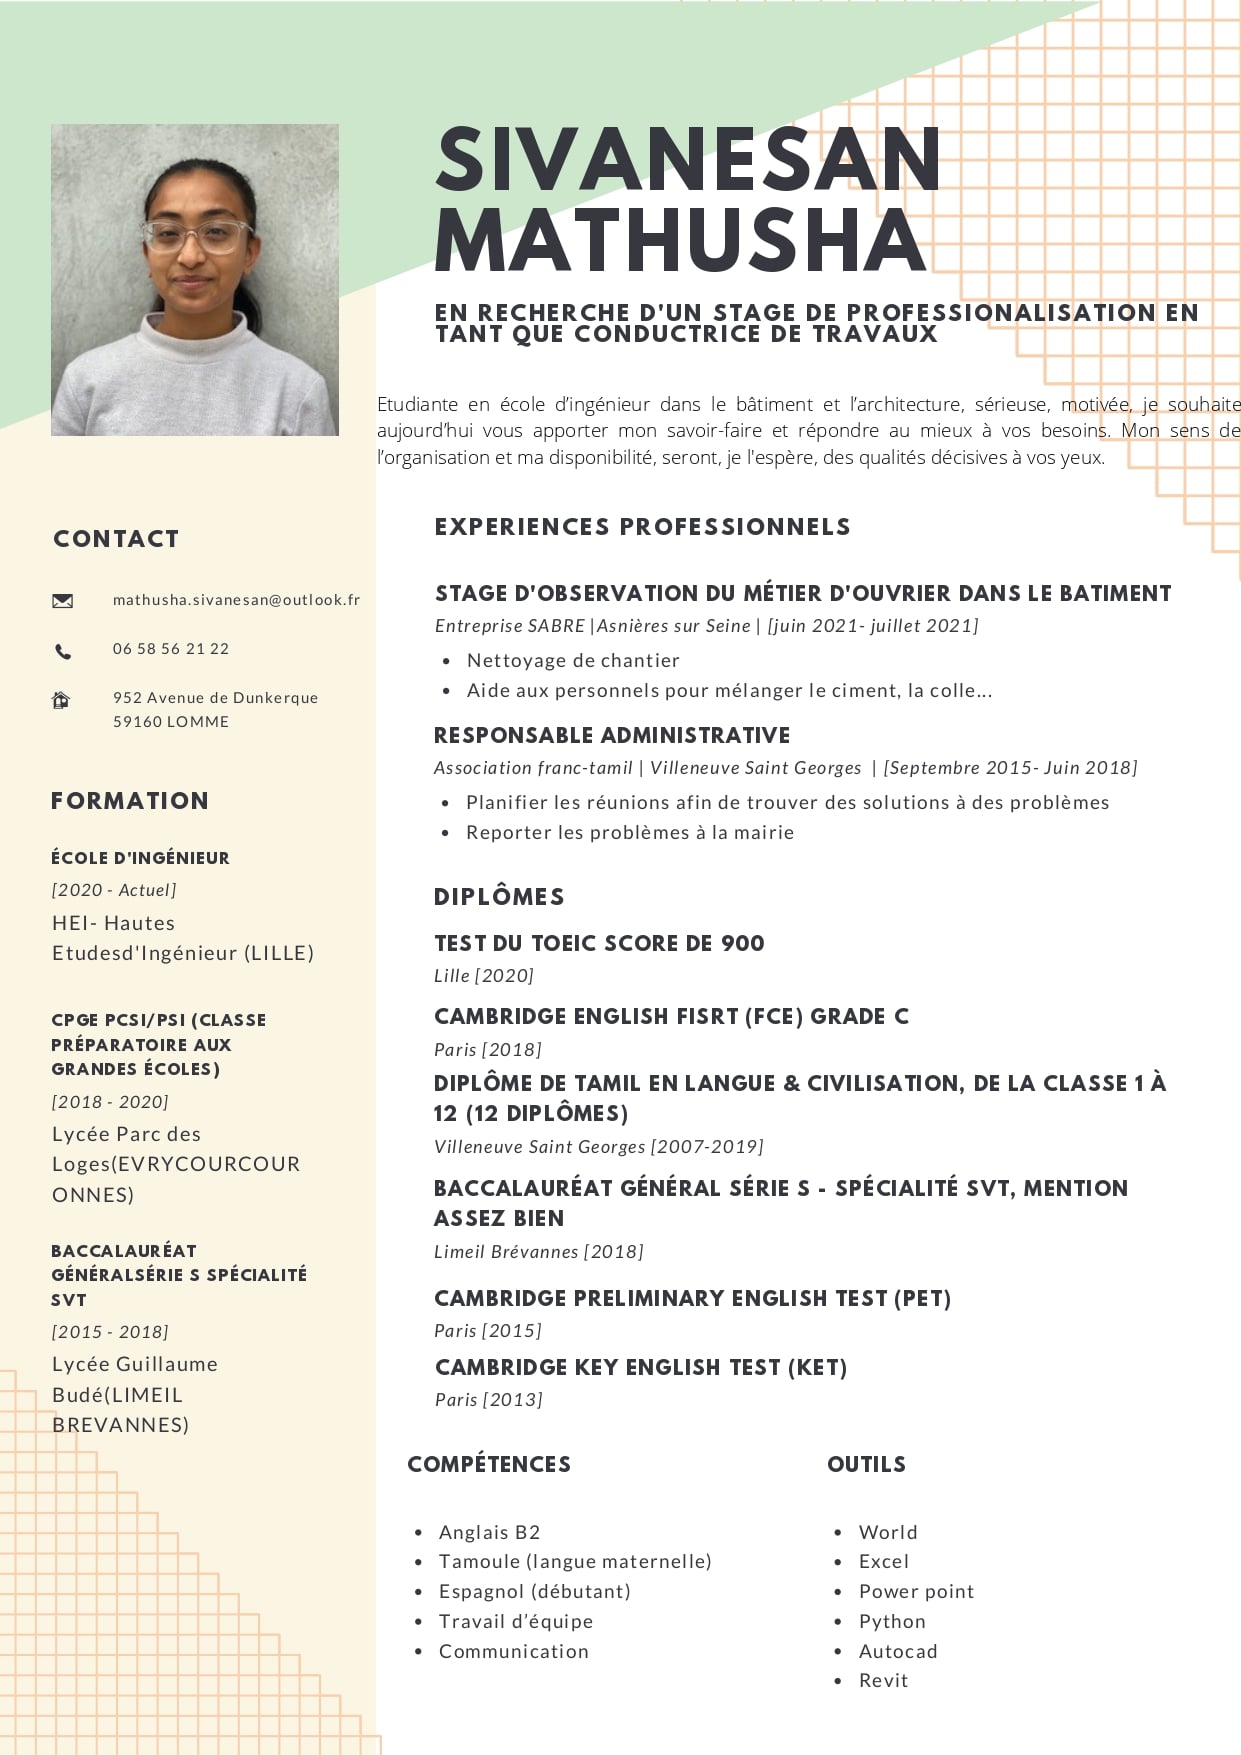 SIVANESAN
MATHUSHA
EN RECHERCHE D'UN STAGE DE PROFESSIONALISATION EN
TANT QUE CONDUCTRICE DE TRAVAUX
Etudiante en école d’ingénieur dans le bâtiment et l’architecture, sérieuse, motivée, je souhaite
aujourd’hui vous apporter mon savoir-faire et répondre au mieux à vos besoins. Mon sens de
l’organisation et ma disponibilité, seront, je l'espère, des qualités décisives à vos yeux.
CONTACT
mathusha.sivanesan@outlook.fr
06 58 56 21 22
952 Avenue de Dunkerque
59160 LOMME
FORMATION
ÉCOLE D'INGÉNIEUR
[2020 - Actuel]
HEI- Hautes
Etudesd'Ingénieur (LILLE)
CPGE PCSI/PSI (CLASSE
PRÉPARATOIRE AUX
GRANDES ÉCOLES)
[2018 - 2020]
Lycée Parc des
Loges(EVRYCOURCOUR
ONNES)
BACCALAURÉAT
GÉNÉRALSÉRIE S SPÉCIALITÉ
SVT
[2015 - 2018]
Lycée Guillaume
Budé(LIMEIL
BREVANNES)
EXPERIENCES PROFESSIONNELS
STAGE D'OBSERVATION DU MÉTIER D'OUVRIER DANS LE BATIMENT
Entreprise SABRE |Asnières sur Seine | [juin 2021- juillet 2021]
• Nettoyage de chantier
• Aide aux personnels pour mélanger le ciment, la colle...
RESPONSABLE ADMINISTRATIVE
Association franc-tamil | Villeneuve Saint Georges | [Septembre 2015- Juin 2018]
• Planifier les réunions afin de trouver des solutions à des problèmes
• Reporter les problèmes à la mairie
DIPLÔMES
TEST DU TOEIC SCORE DE 900
Lille [2020]
CAMBRIDGE ENGLISH FISRT (FCE) GRADE C
Paris [2018]
DIPLÔME DE TAMIL EN LANGUE & CIVILISATION, DE LA CLASSE 1 À
12 (12 DIPLÔMES)
Villeneuve Saint Georges [2007-2019]
BACCALAURÉAT GÉNÉRAL SÉRIE S - SPÉCIALITÉ SVT, MENTION
ASSEZ BIEN
Limeil Brévannes [2018]
CAMBRIDGE PRELIMINARY ENGLISH TEST (PET)
Paris [2015]
CAMBRIDGE KEY ENGLISH TEST (KET)
Paris [2013]
COMPÉTENCES
• Anglais B2
• Tamoule (langue maternelle)
• Espagnol (débutant)
• Travail d’équipe
• Communication
OUTILS
• World
• Excel
• Power point
• Python
• Autocad
• Revit